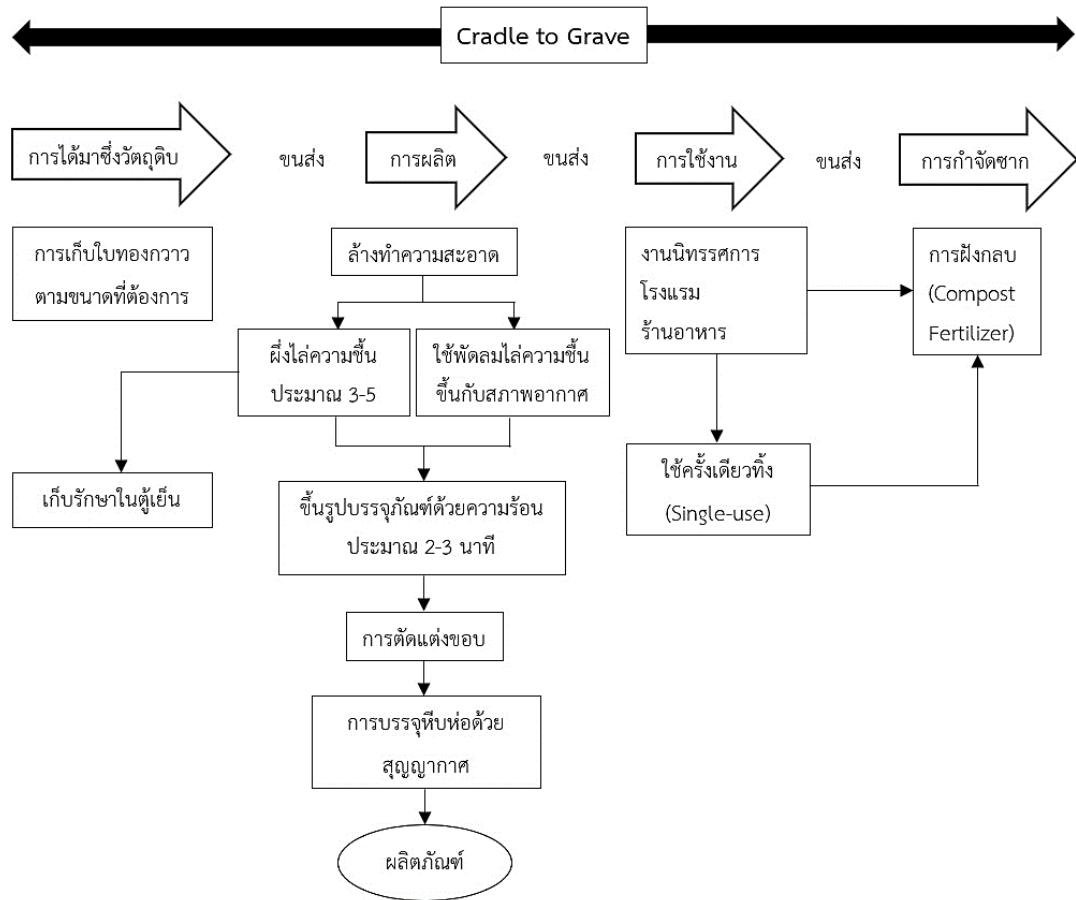 Cradle to Grave
การได้มาซึ่งวัตถุดิบ
ขนส่ง
การผลิต
ขนส่ง
การใช้งาน
ขนส่ง
การกำจัดซาก
การเก็บใบทองกวาว
ตามขนาดที่ต้องการ
เก็บรักษาในตู้เย็น
ล้างทำความสะอาด
ผึ่งไล่ความชื้น
ประมาณ 3-5
ใช้พัดลมไล่ความชื้น
ขึ้นกับสภาพอากาศ
ขึ้นรูปบรรจุภัณฑ์ด้วยความร้อน
ประมาณ 2-3 นาที
การตัดแต่งขอบ
การบรรจุหีบห่อด้วย
สุญญากาศ
ผลิตภัณฑ์
งานนิทรรศการ
โรงแรม
ร้านอาหาร
ใช้ครั้งเดียวทิ้ง
(Single-use)
การฝังกลบ
(Compost
Fertilizer)